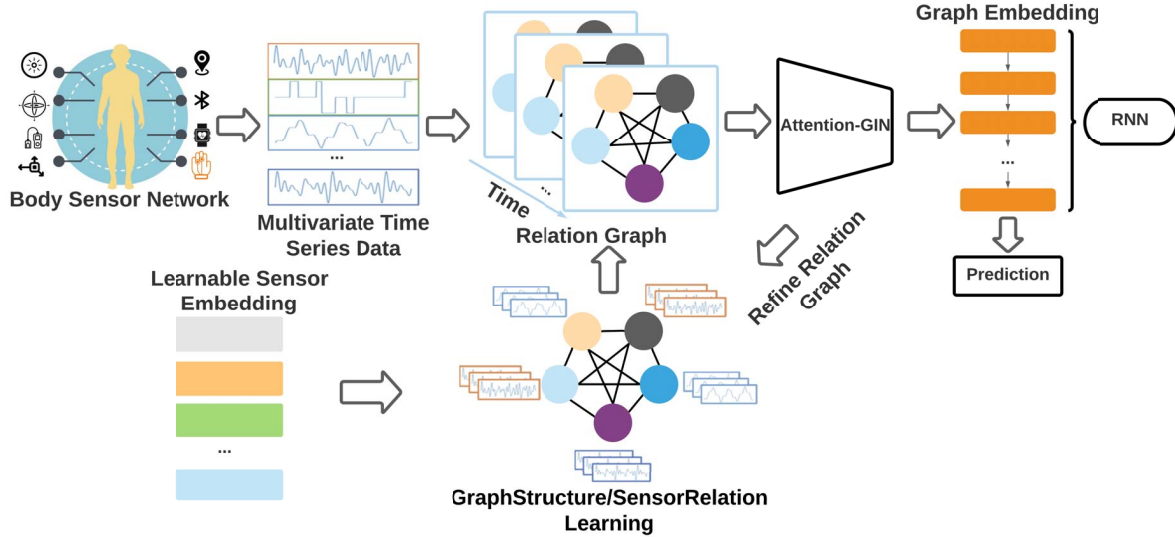 Graph Embedding
Attention-GIN
RNN
...
...
...
Body Sensor Network
Multivariate Time
Series Data
Time
Relation Graph
Refine Relation
Graph
Prediction
Learnable Sensor
Embedding
...
GraphStructure/SensorRelation
Learning